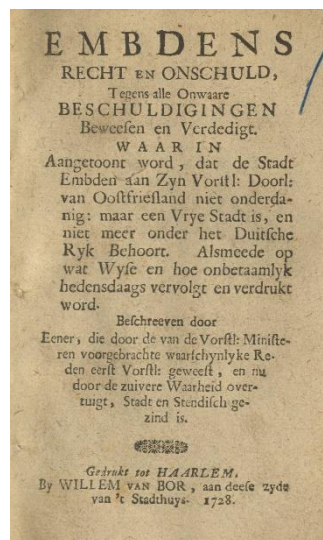 EMBDENS
RECHT EN ONSCHULD,
Tegens alle Onwaare
BESCHULDIGINGEN
Beweesen en Verdedigt.
WAAR IN
Aangetoont word, dat de Stadt
Embden aan Zyn Vorstl: Doorl:
van Oostfriesland niet onderda-
nig: maar een Vrye Stadt is, en
niet meer onder het Duitsche
Ryk Behoort. Alsmeede op
wat Wyse en hoe onbetaamlyk
hedensdaags vervolgt en verdrukt
word.
Beschreeven door
Eener, die door de van de Vorstl: Ministe-
ren voorgebrachte waarschynlyke Re-
den eerst Vorstl: geweest, en nu
door de zuivere Waarheid over-
tuigt, Stadt en Stendisch ge-
zind is.
Gedrukt tot HAARLEM.
By WILLEM VAN BOR, aan deese zyde
van 't Stadthuys. 1728.